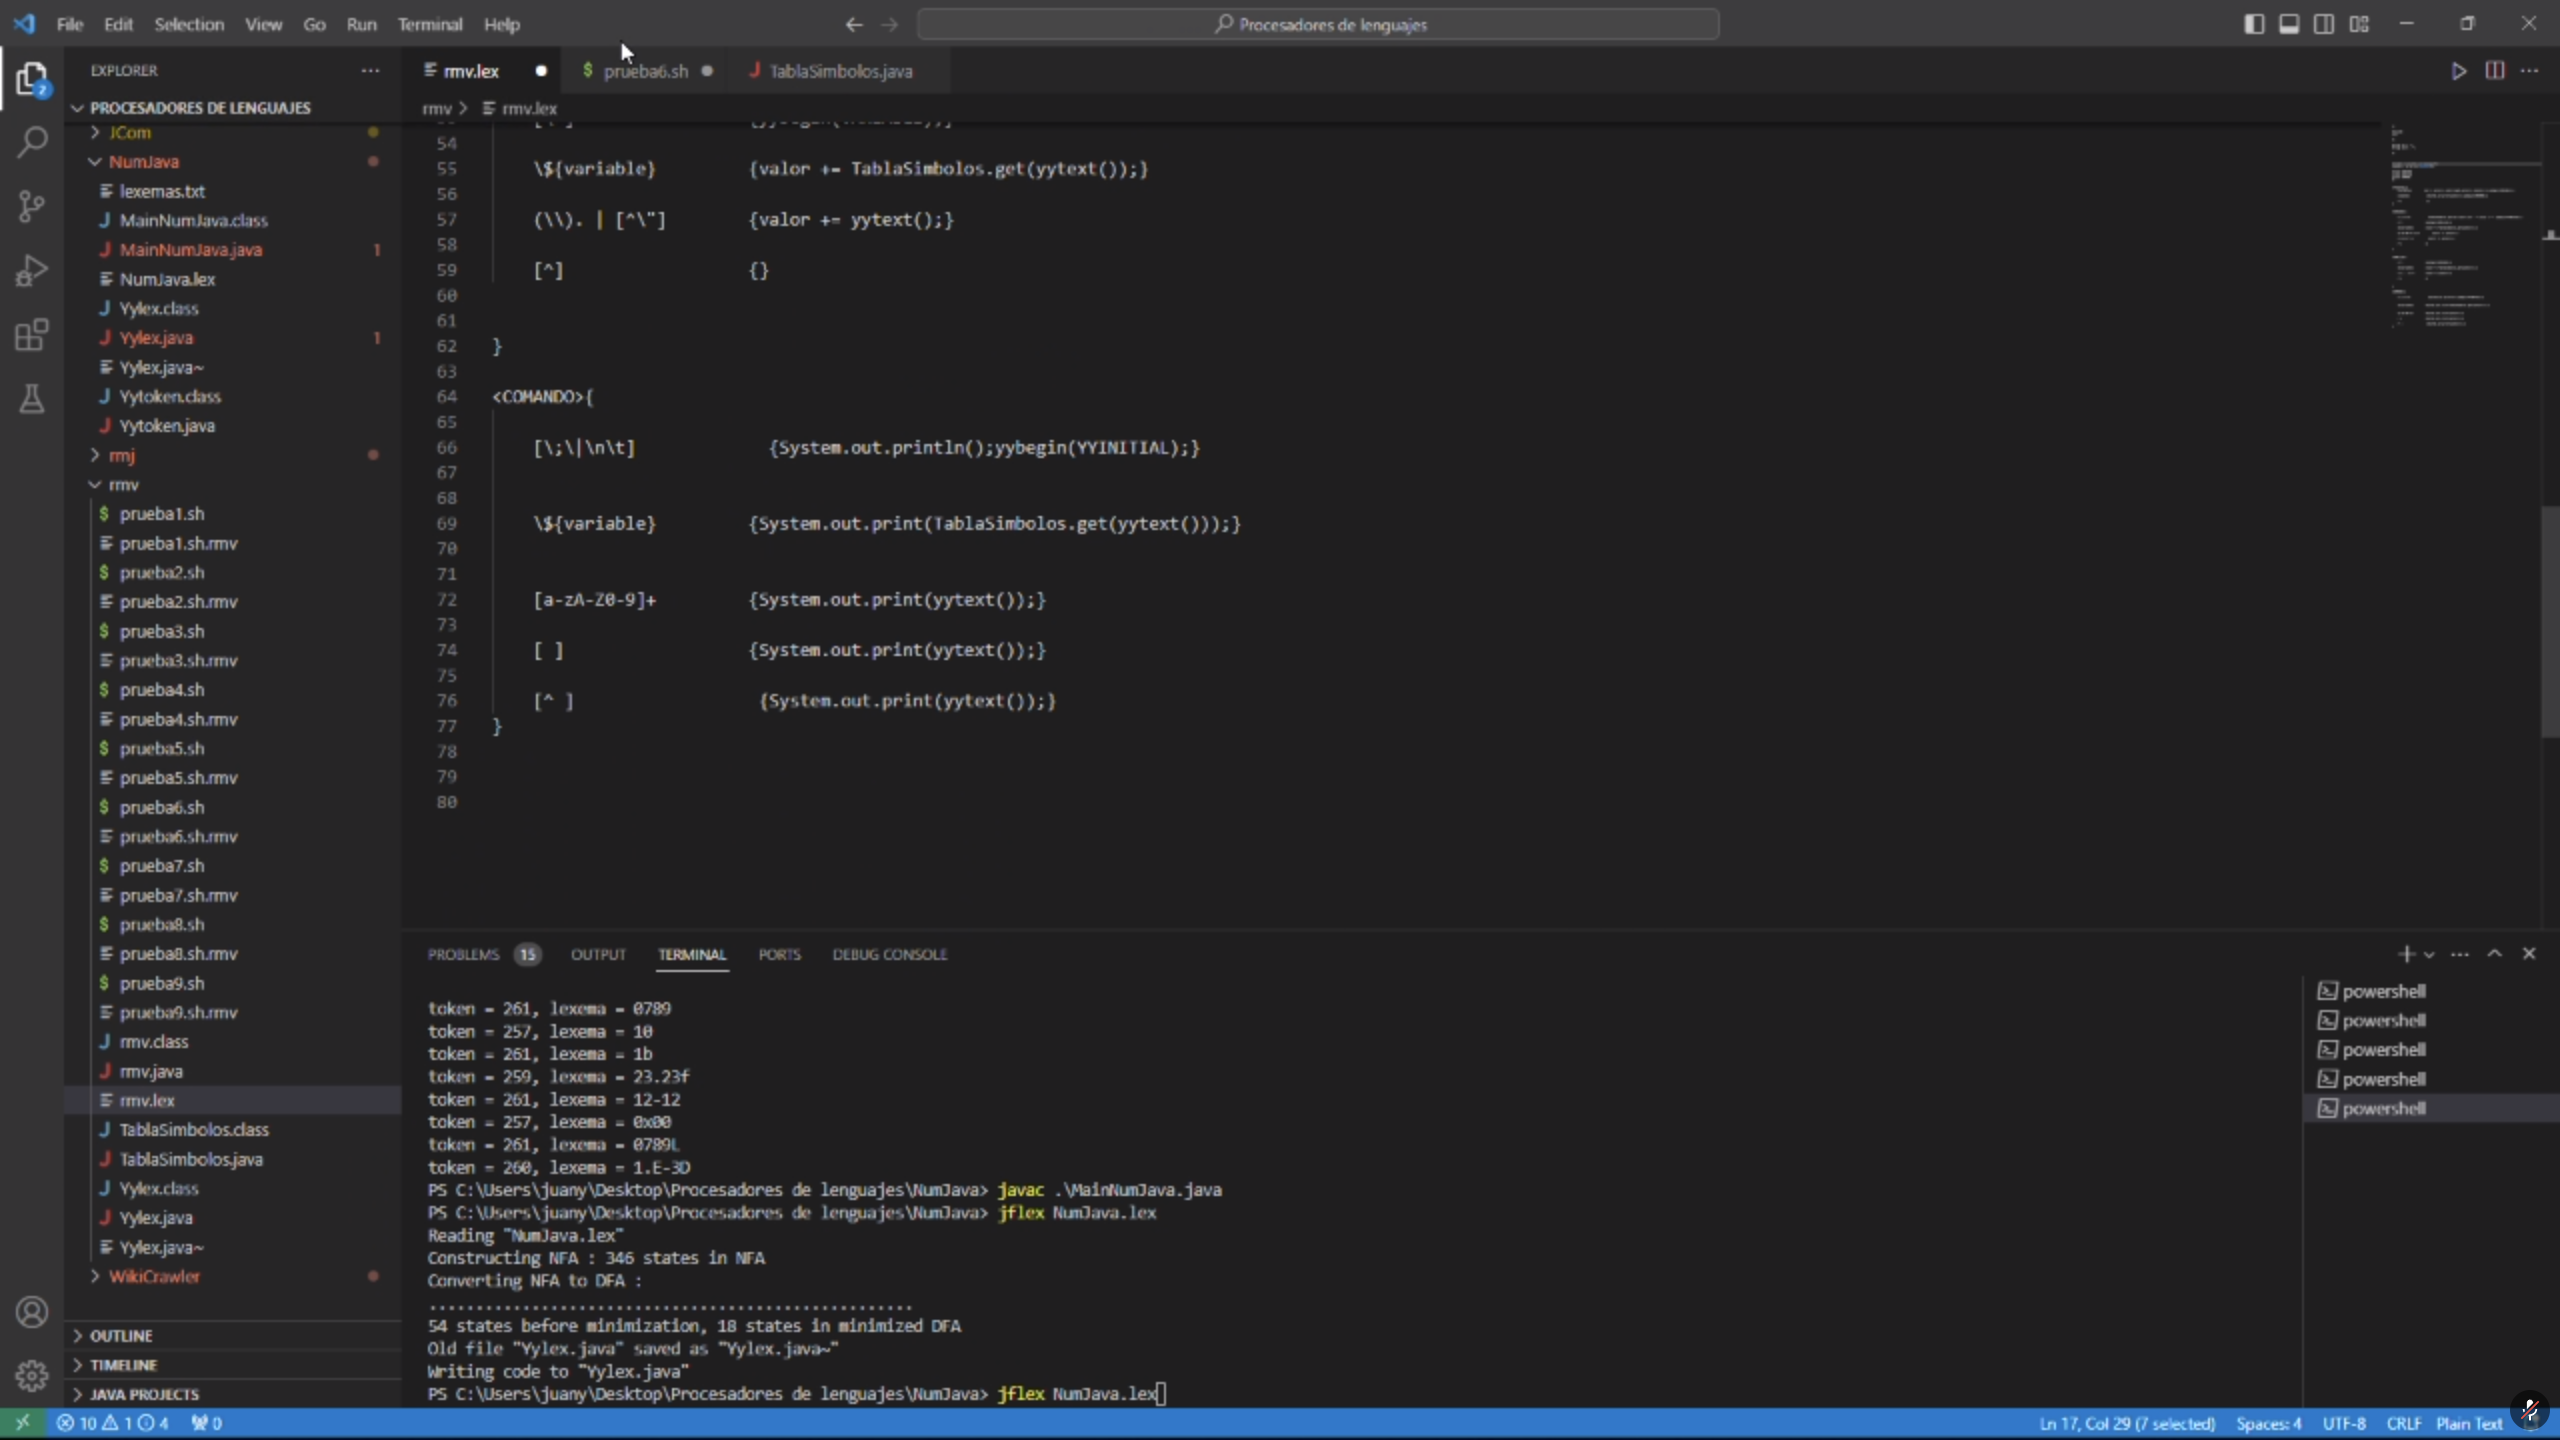 File Edit Selection View Go Run Terminal Help
Procesadores de lenguajes
EXPLORER
PROCESADORES DE LENGUAJES
JCom
NumJava
lexemas.txt
MainNumJava.class
MainNumJava.java 1
NumJava.lex
Yylex.class
Yylex.java 1
Yylex.java~
Yytoken.class
Yytoken.java
rmj
rmv
prueba1.sh
prueba1.sh.rmv
prueba2.sh
prueba2.sh.rmv
prueba3.sh
prueba3.sh.rmv
prueba4.sh
prueba4.sh.rmv
prueba5.sh
prueba5.sh.rmv
prueba6.sh
prueba6.sh.rmv
prueba7.sh
prueba7.sh.rmv
prueba8.sh
prueba8.sh.rmv
prueba9.sh
prueba9.sh.rmv
rmv.class
rmv.java
rmv.lex
TablaSimbolos.class
TablaSimbolos.java
Yylex.class
Yylex.java
Yylex.java~
WikiCrawler
OUTLINE
TIMELINE
JAVA PROJECTS
2
rmv.lex prueba6.sh TablaSimbolos.java
rmv > rmv.lex
54
55 \${variable} {valor += TablaSimbolos.get(yytext());}
56
57 (\\). | [^\"] {valor += yytext();}
58
59 [^] {}
60
61
62 }
63
64 <COMANDO>{
65
66 [\;\|\n\t] {System.out.println();yybegin(YYINITIAL);}
67
68
69 \${variable} {System.out.print(TablaSimbolos.get(yytext()));}
70
71
72 [a-zA-Z0-9]+ {System.out.print(yytext());}
73
74 [ ] {System.out.print(yytext());}
75
76 [^ ] {System.out.print(yytext());}
77 }
78
79
80
PROBLEMS 15 OUTPUT TERMINAL PORTS DEBUG CONSOLE
token = 261, lexema = 0789
token = 257, lexema = 10
token = 261, lexema = 1b
token = 259, lexema = 23.23f
token = 261, lexema = 12-12
token = 257, lexema = 0x00
token = 261, lexema = 0789L
token = 260, lexema = 1.E-3D
PS C:\Users\juany\Desktop\Procesadores de lenguajes\NumJava> javac .\MainNumJava.java
PS C:\Users\juany\Desktop\Procesadores de lenguajes\NumJava> jflex NumJava.lex
Reading "NumJava.lex"
Constructing NFA : 346 states in NFA
Converting NFA to DFA :
.....................................................
54 states before minimization, 18 states in minimized DFA
Old file "Yylex.java" saved as "Yylex.java~"
Writing code to "Yylex.java"
PS C:\Users\juany\Desktop\Procesadores de lenguajes\NumJava> jflex NumJava.lex
powershell
powershell
powershell
powershell
powershell
10 1 4 0
Ln 17, Col 29 (7 selected) Spaces: 4 UTF-8 CRLF Plain Text